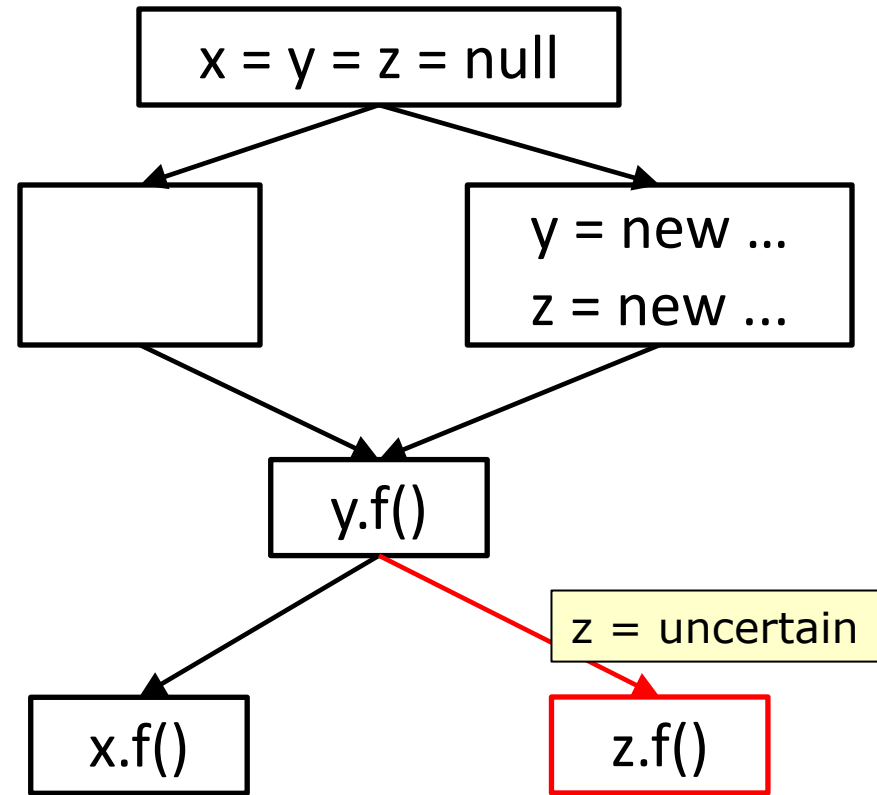 x = y = z = null
y = new ...
z = new ...
y.f()
z = uncertain
x.f()
z.f()